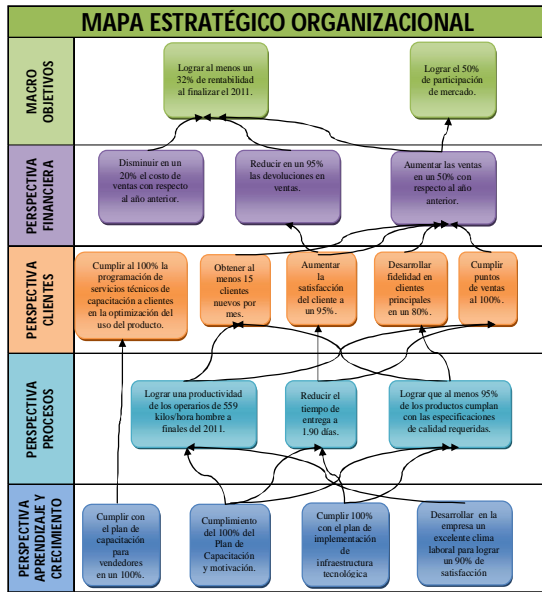 MAPA ESTRATÉGICO ORGANIZACIONAL
MACRO
OBJETIVOS
Lograr al menos un
32% de rentabilidad
al finalizar el 2011.
Lograr el 50%
de participación
de mercado.
PERSPECTIVA
FINANCIERA
Disminuir en un
20% el costo de
ventas con respecto
al año anterior.
Reducir en un 95%
las devoluciones en
ventas.
Aumentar las ventas
en un 50% con
respecto al año
anterior.
PERSPECTIVA
CLIENTES
Cumplir al 100% la
programación de
servicios técnicos de
capacitación a clientes
en la optimización del
uso del producto.
Obtener al
menos 15
clientes
nuevos por
mes.
Aumentar
la
satisfacción
del cliente a
un 95%.
Desarrollar
fidelidad en
clientes
principales
en un 80%.
Cumplir
puntos
de ventas
al 100%.
PERSPECTIVA
PROCESOS
Lograr una productividad
de los operarios de 559
kilos/hora hombre a
finales del 2011.
Reducir el
tiempo de
entrega a
1.90 días.
Lograr que al menos 95%
de los productos cumplan
con las especificaciones
de calidad requeridas.
PERSPECTIVA
APRENDIZAJE Y
CRECIMIENTO
Cumplir con
el plan de
capacitación
para
vendedores
en un 100%.
Cumplimiento
del 100% del
Plan de
Capacitación y
motivación.
Cumplir 100%
con el plan de
implementación
de
infraestructura
tecnológica
Desarrollar en la
empresa un
excelente clima
laboral para lograr
un 90% de
satisfacción